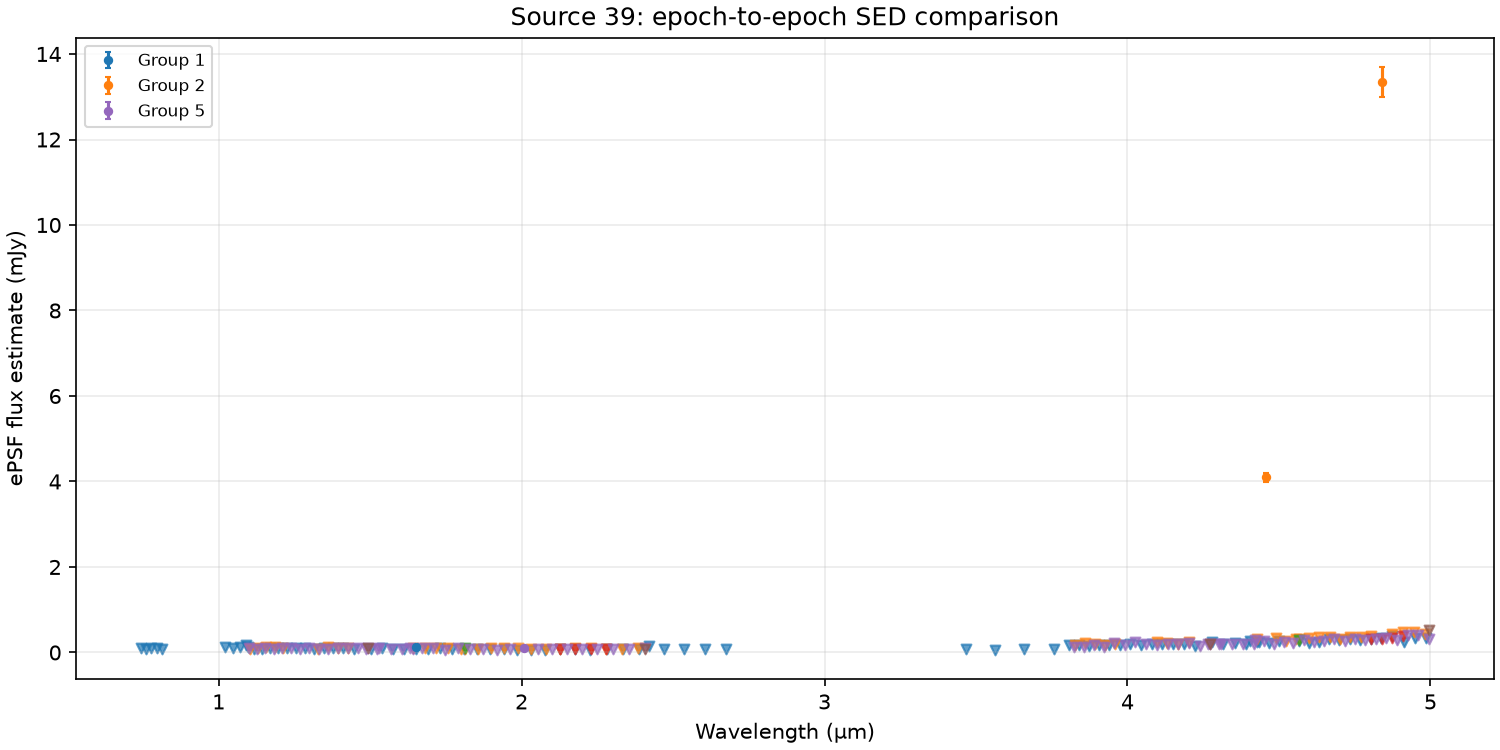 Source 39: epoch-to-epoch SED comparison
Group 1
Group 2
Group 5
ePSF flux estimate (mJy)
14
12
10
8
6
4
2
0
1 2 3 4 5
Wavelength (μm)